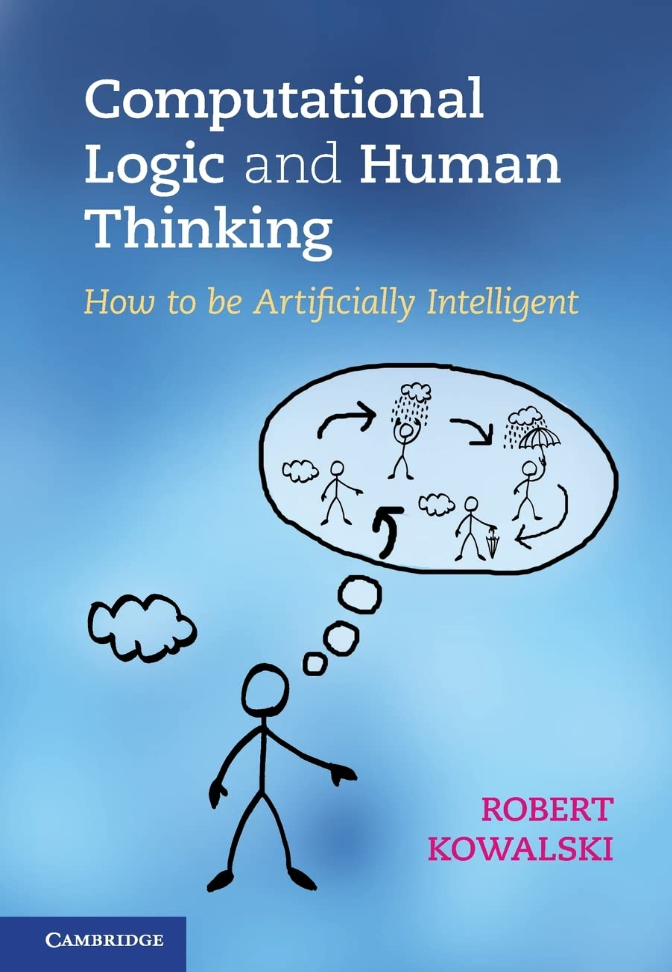 Computational
Logic and Human
Thinking
How to be Artificially Intelligent
ROBERT
KOWALSKI
CAMBRIDGE